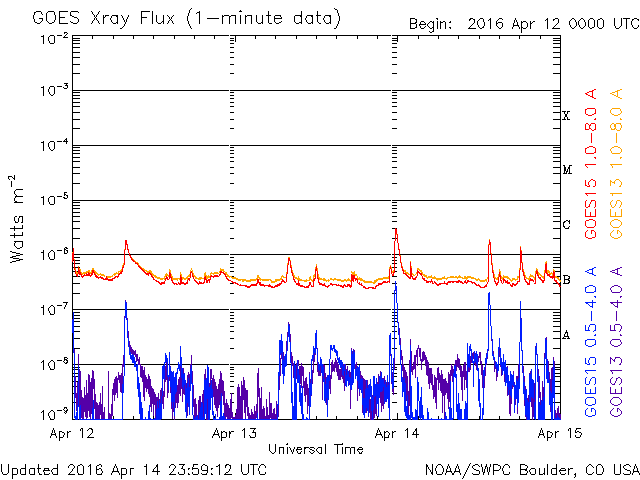 GOES Xray Flux (1-minute data)
Begin: 2016 Apr 12 0000 UTC
Watts m⁻²
10⁻²
10⁻³
10⁻⁴
10⁻⁵
10⁻⁶
10⁻⁷
10⁻⁸
10⁻⁹
X
M
C
B
A
GOES15 1.0-8.0 A
GOES13 1.0-8.0 A
GOES15 0.5-4.0 A
GOES13 0.5-4.0 A
Apr 12
Apr 13
Apr 14
Apr 15
Universal Time
Updated 2016 Apr 14 23:59:12 UTC
NOAA/SWPC Boulder, CO USA